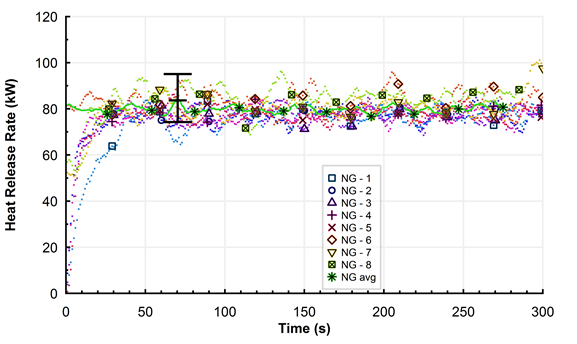 120
100
80
60
40
20
0
Heat Release Rate (kW)
NG - 1
NG - 2
NG - 3
NG - 4
NG - 5
NG - 6
NG - 7
NG - 8
NG avg
0 50 100 150 200 250 300
Time (s)